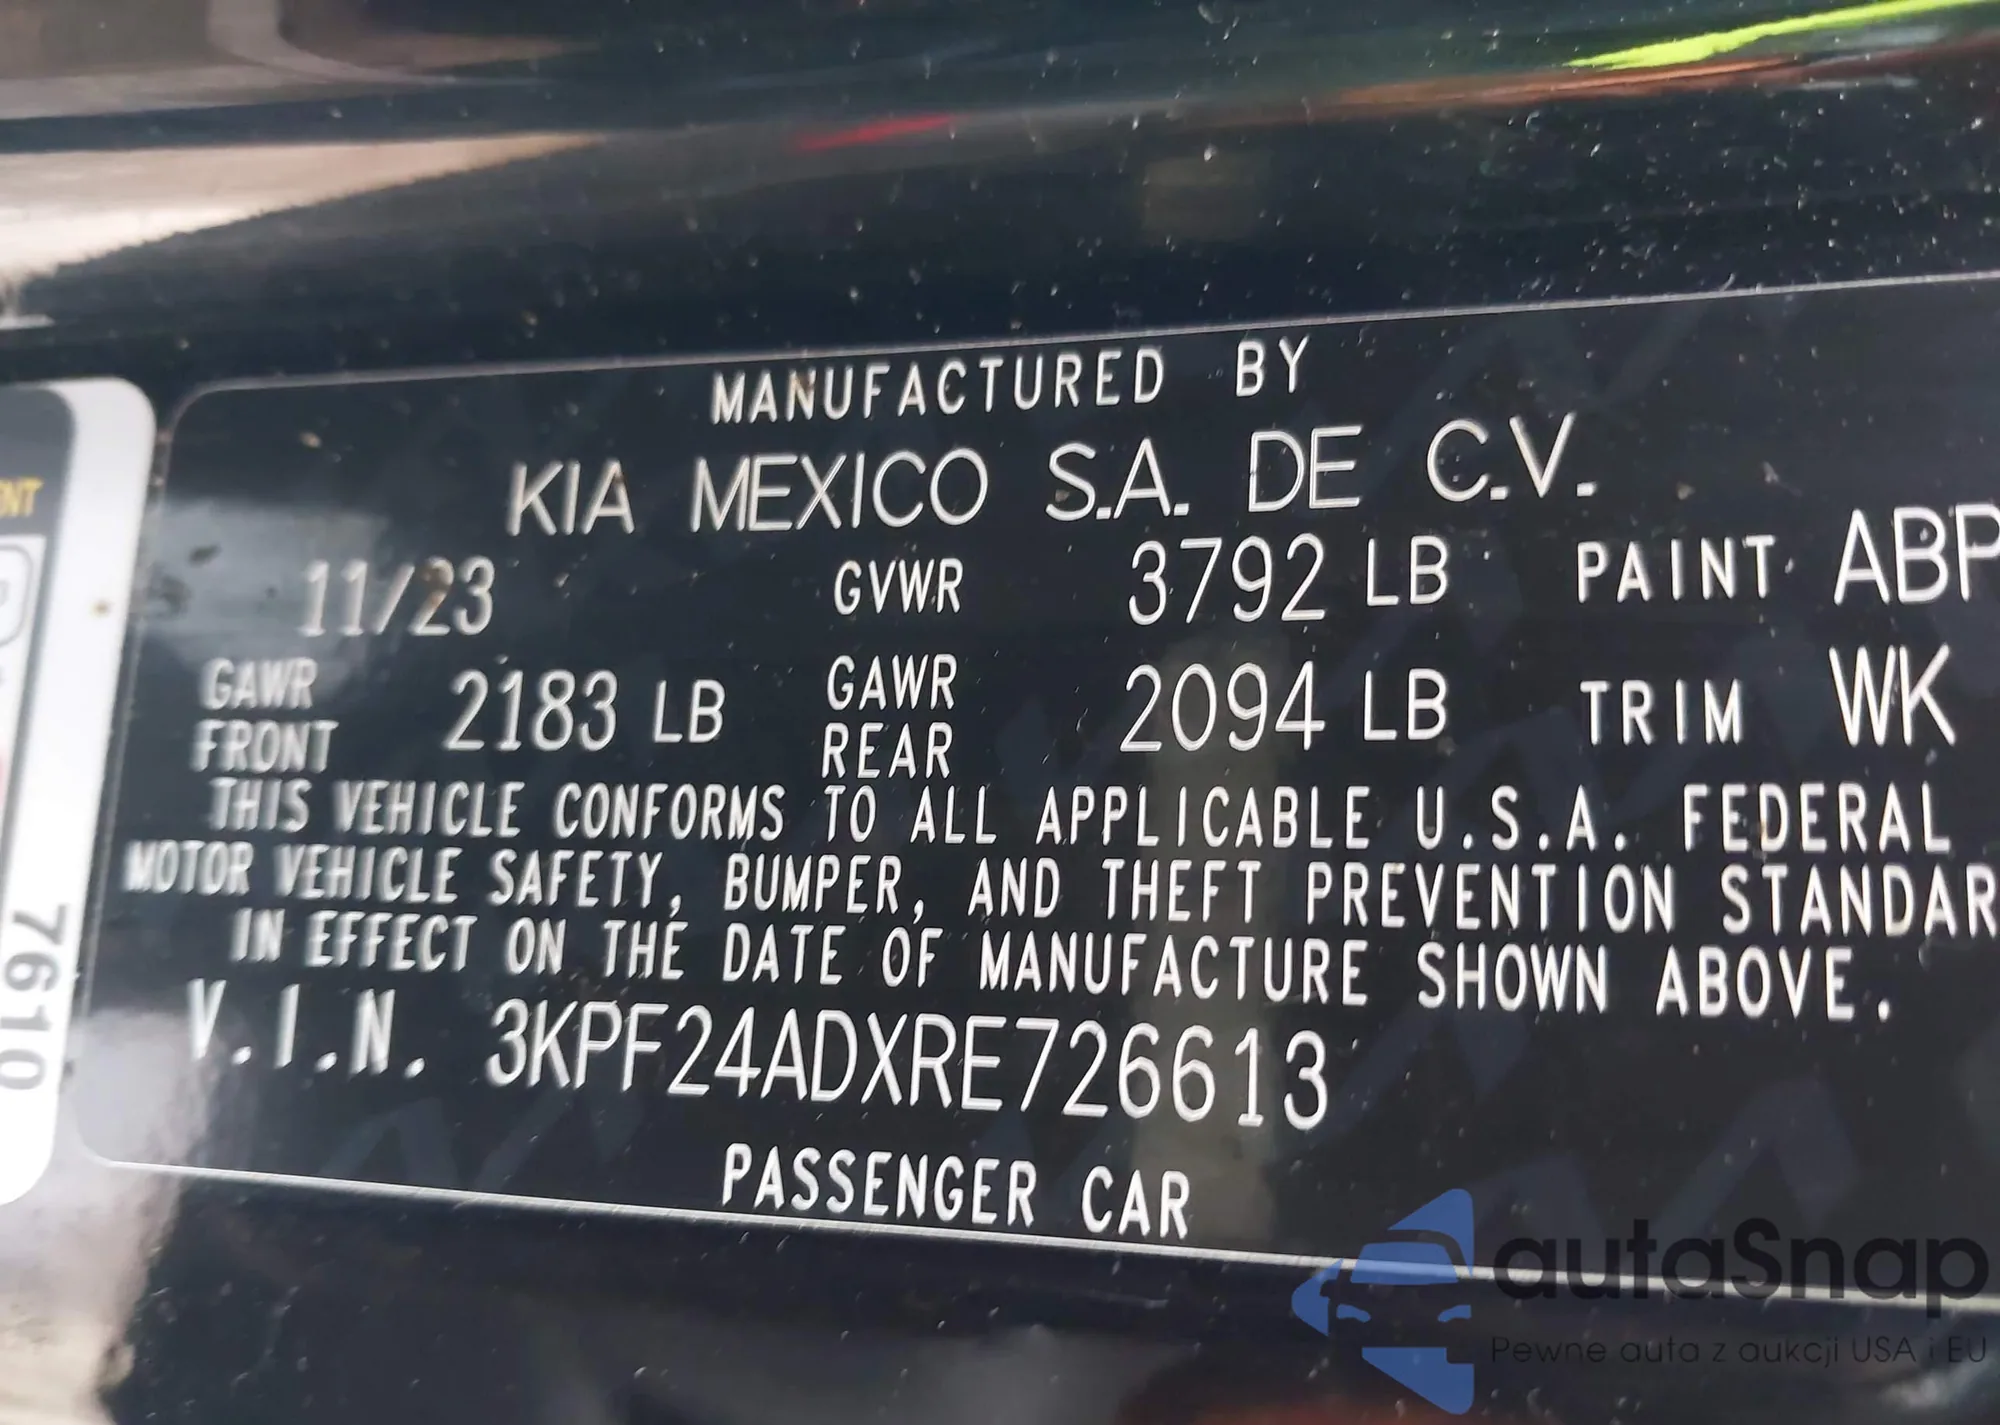 MANUFACTURED BY
KIA MEXICO S.A. DE C.V.
11/23 GVWR 3792 LB PAINT ABP
GAWR FRONT 2183 LB GAWR REAR 2094 LB TRIM WK
THIS VEHICLE CONFORMS TO ALL APPLICABLE U.S.A. FEDERAL
MOTOR VEHICLE SAFETY, BUMPER, AND THEFT PREVENTION STANDAR
IN EFFECT ON THE DATE OF MANUFACTURE SHOWN ABOVE.
V.I.N. 3KPF24ADXRE726613
PASSENGER CAR
7610
autaSnap
Pewne auta z aukcji USA i EU